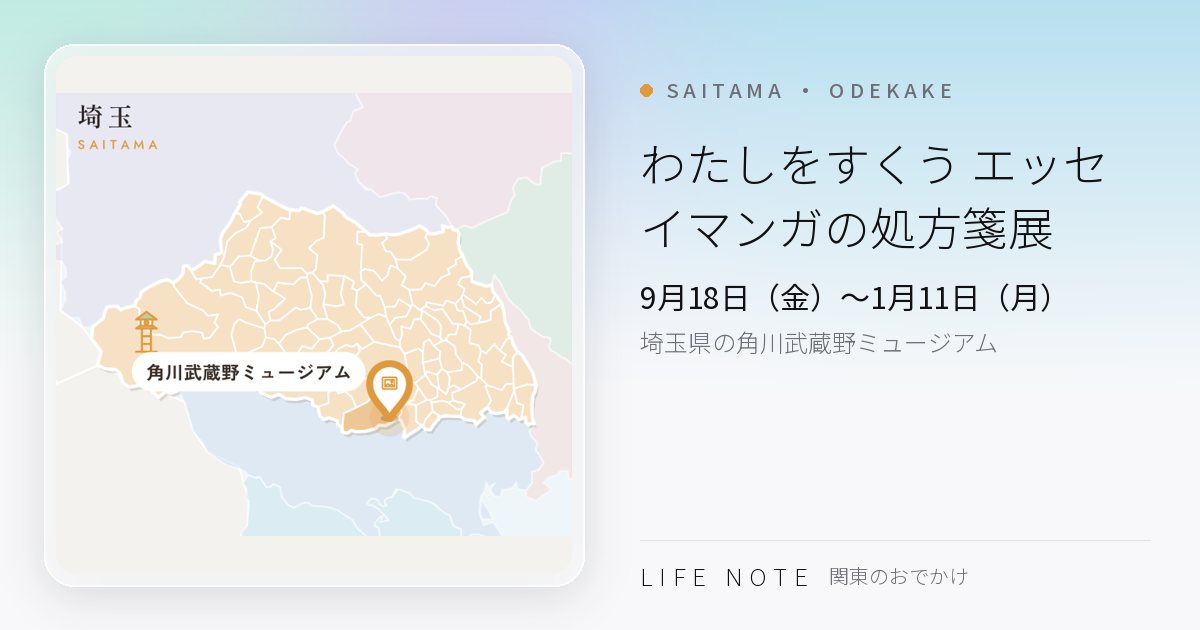 埼玉
SAITAMA
角川武蔵野ミュージアム
SAITAMA • ODEKAKE
わたしをすくう エッセ
イマンガの処方箋展
9月18日（金）〜1月11日（月）
埼玉県の角川武蔵野ミュージアム
LIFE NOTE 関東のおでかけ